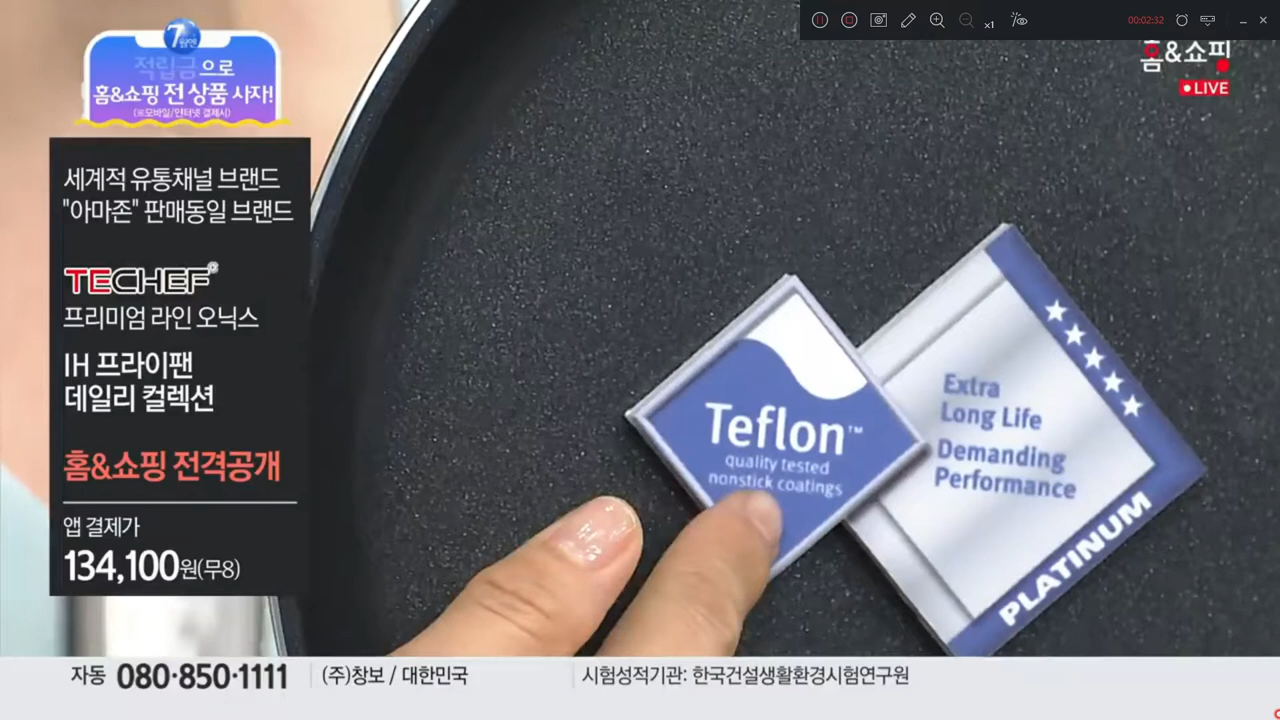 00:02:32
x1
7
적립금으로
홈&쇼핑 전 상품 사자!
(※모바일/인터넷 결제시)
홈&쇼핑
LIVE
세계적 유통채널 브랜드
"아마존" 판매동일 브랜드
TECHEF®
프리미엄 라인 오닉스
IH 프라이팬
데일리 컬렉션
홈&쇼핑 전격공개
앱 결제가
134,100원(무8)
Teflon™
quality tested
nonstick coatings
Extra
Long Life
Demanding
Performance
PLATINUM
자동 080·850·1111
(주)창보 / 대한민국
시험성적기관: 한국건설생활환경시험연구원